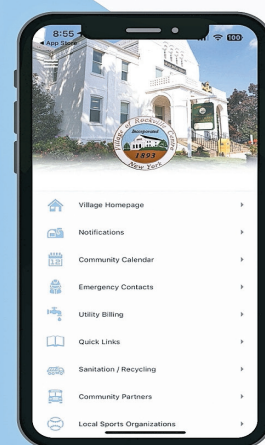 8:55
100
App Store
Village of Rockville Centre
Incorporated
1893
New York
Village Homepage
Notifications
Community Calendar
Emergency Contacts
Utility Billing
Quick Links
Sanitation / Recycling
Community Partners
Local Sports Organizations